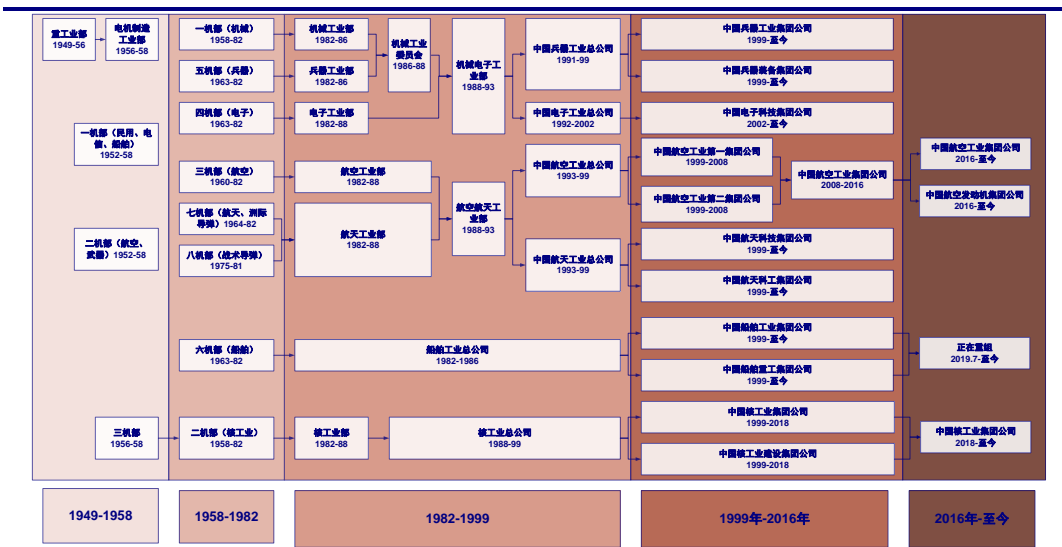 重工业部
1949-56
电机制造
工业部
1956-58
一机部（民用、电
信、船舶）
1952-58
二机部（航空、
武器）1952-58
三机部
1956-58
一机部（机械）
1958-82
五机部（兵器）
1963-82
四机部（电子）
1963-82
三机部（航空）
1960-82
七机部（航天、洲际
导弹）1964-82
八机部（战术导弹）
1975-81
六机部（船舶）
1963-82
二机部（核工业）
1958-82
机械工业部
1982-86
兵器工业部
1982-86
电子工业部
1982-88
机械工业
委员会
1986-88
机械电子工
业部
1988-93
航空工业部
1982-88
航天工业部
1982-88
航空航天工
业部
1988-93
船舶工业总公司
1982-1986
核工业部
1982-88
核工业总公司
1988-99
中国兵器工业总公司
1991-99
中国电子工业总公司
1992-2002
中国航空工业总公司
1993-99
中国航天工业总公司
1993-99
中国兵器工业集团公司
1999-至今
中国兵器装备集团公司
1999-至今
中国电子科技集团公司
2002-至今
中国航空工业第一集团公司
1999-2008
中国航空工业第二集团公司
1999-2008
中国航空工业集团公司
2008-2016
中国航天科技集团公司
1999-至今
中国航天科工集团公司
1999-至今
中国船舶工业集团公司
1999-至今
中国船舶重工集团公司
1999-至今
中国核工业集团公司
1999-2018
中国核工业建设集团公司
1999-2018
中国航空工业集团公司
2016-至今
中国航空发动机集团公司
2016-至今
正在重组
2019.7-至今
中国核工业集团公司
2018-至今
1949-1958
1958-1982
1982-1999
1999年-2016年
2016年-至今